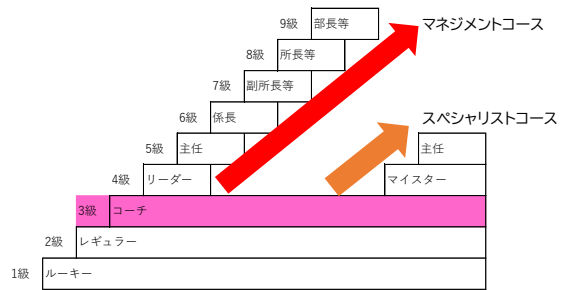 9級 部長等 マネジメントコース
8級 所長等
7級 副所長等
6級 係長 スペシャリストコース
5級 主任 主任
4級 リーダー マイスター
3級 コーチ
2級 レギュラー
1級 ルーキー